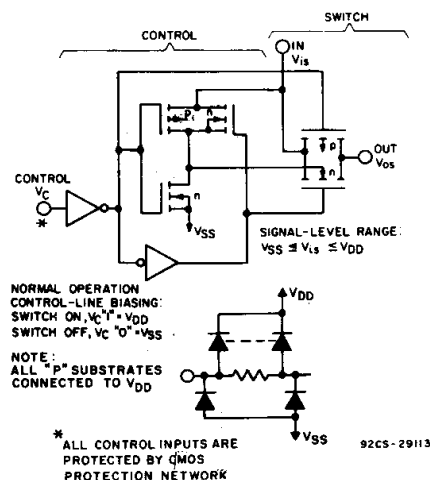 SWITCH
CONTROL
IN
Vis
p
n
p
n
OUT
Vos
CONTROL
VC
*
n
VSS
SIGNAL-LEVEL RANGE:
VSS ≤ Vis ≤ VDD
NORMAL OPERATION
CONTROL-LINE BIASING:
SWITCH ON, VC "1" = VDD
SWITCH OFF, VC "0" = VSS
NOTE:
ALL "P" SUBSTRATES
CONNECTED TO VDD
VDD
VSS
*ALL CONTROL INPUTS ARE
PROTECTED BY CMOS
PROTECTION NETWORK
92CS-29113